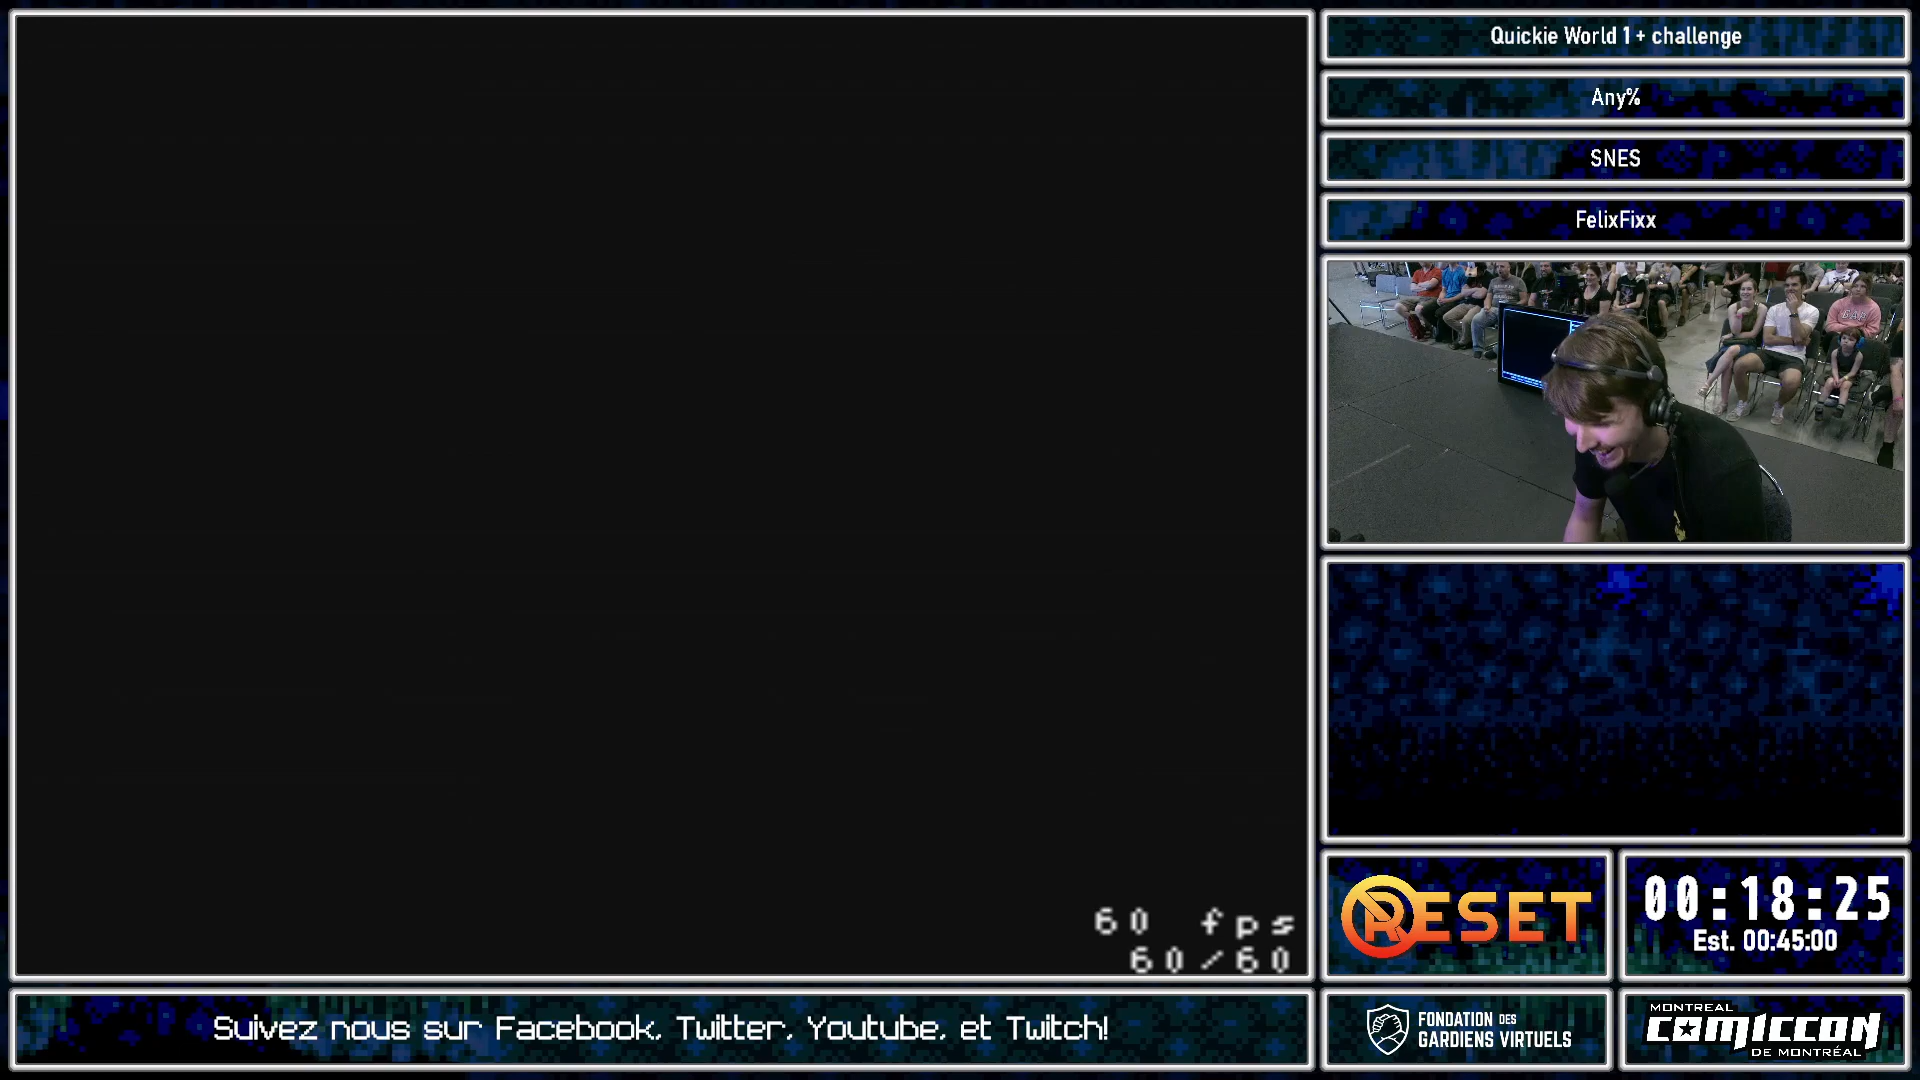 Quickie World 1 + challenge
Any%
SNES
FelixFixx
GAP
60 fps
60/60
RESET
00:18:25
Est. 00:45:00
Suivez nous sur Facebook, Twitter, Youtube, et Twitch!
FONDATION DES
GARDIENS VIRTUELS
MONTREAL
COMICCON
DE MONTRÉAL